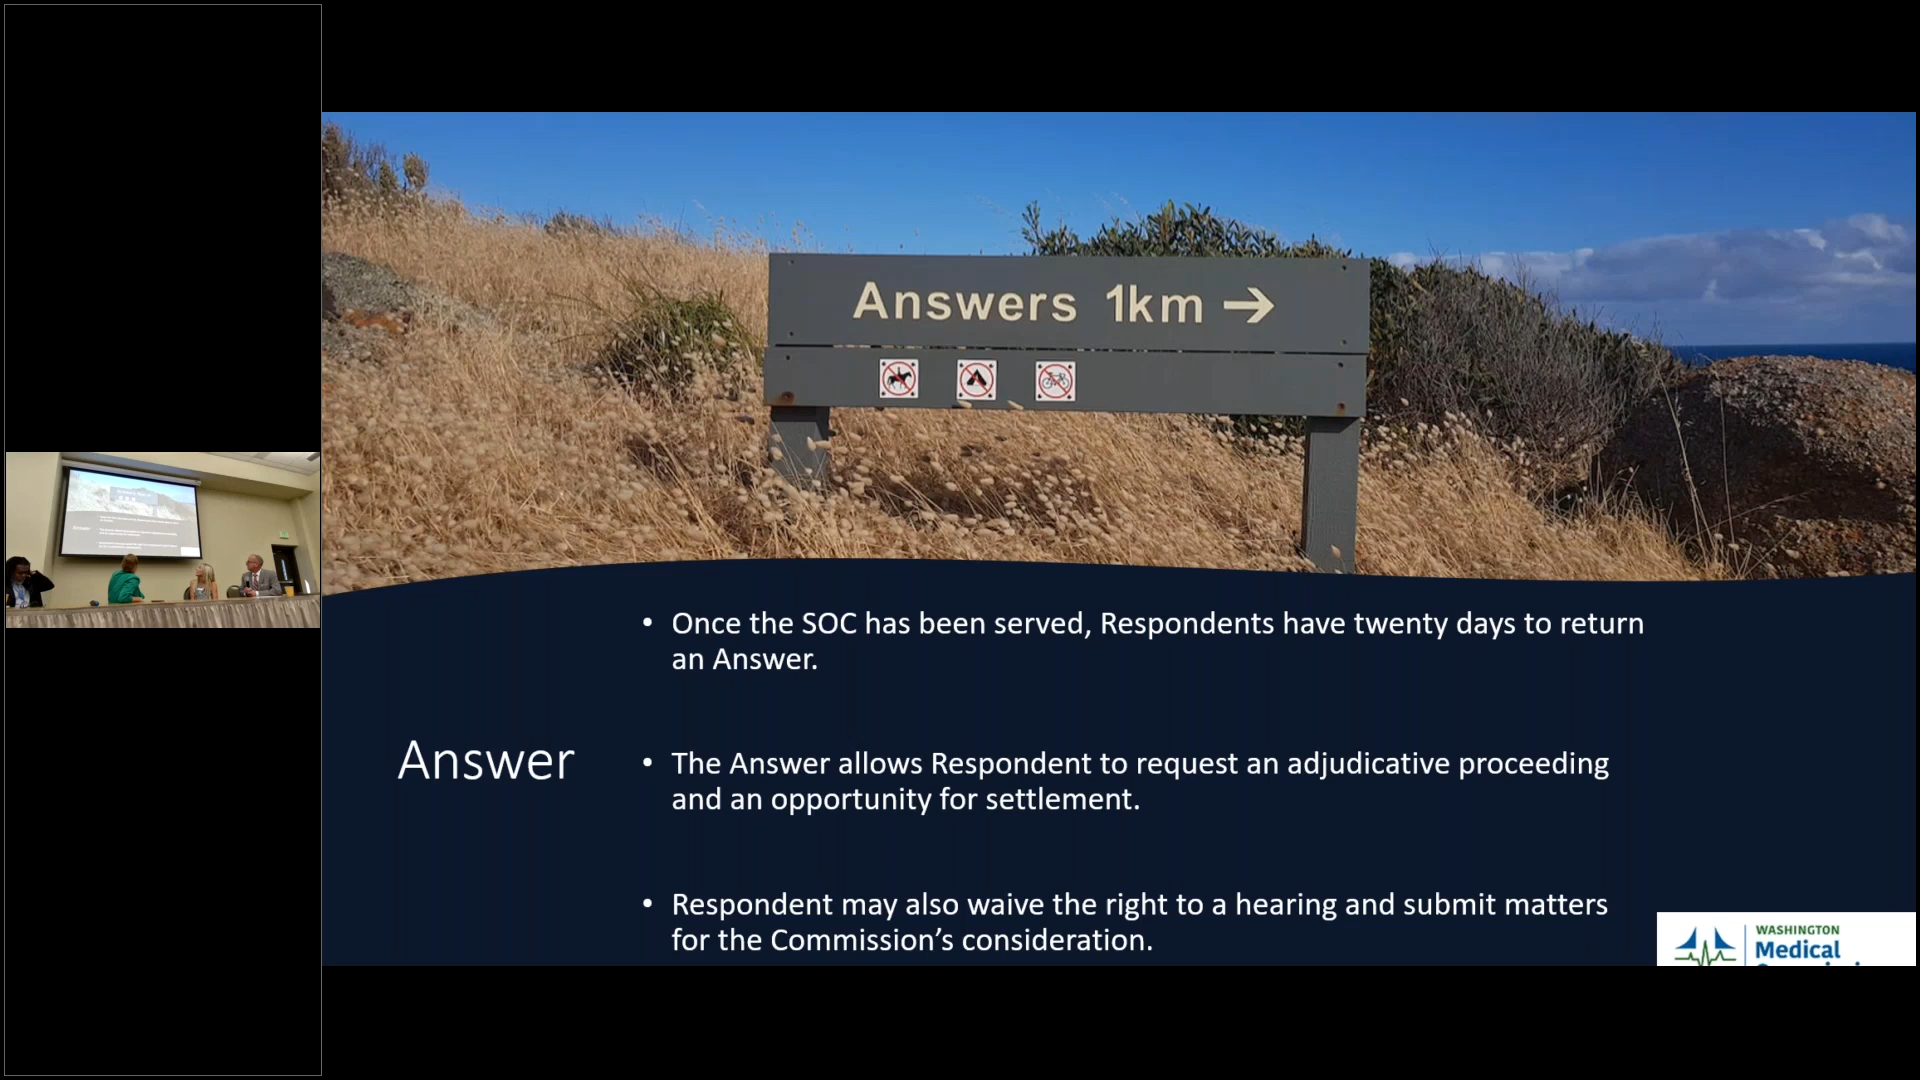 Answers 1km →
• Once the SOC has been served, Respondents have twenty days to return
an Answer.
Answer
• The Answer allows Respondent to request an adjudicative proceeding
and an opportunity for settlement.
• Respondent may also waive the right to a hearing and submit matters
for the Commission’s consideration.
WASHINGTON
Medical